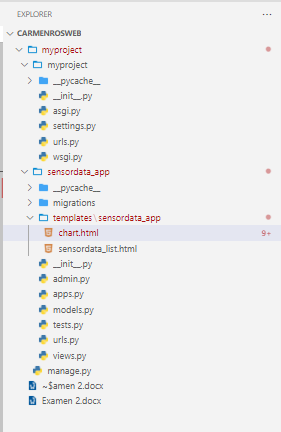 EXPLORER ···
CARMENROSWEB
myproject
myproject
__pycache__
__init__.py
asgi.py
settings.py
urls.py
wsgi.py
sensordata_app
__pycache__
migrations
templates \ sensordata_app
chart.html 9+
sensordata_list.html
__init__.py
admin.py
apps.py
models.py
tests.py
urls.py
views.py
manage.py
~$amen 2.docx
Examen 2.docx